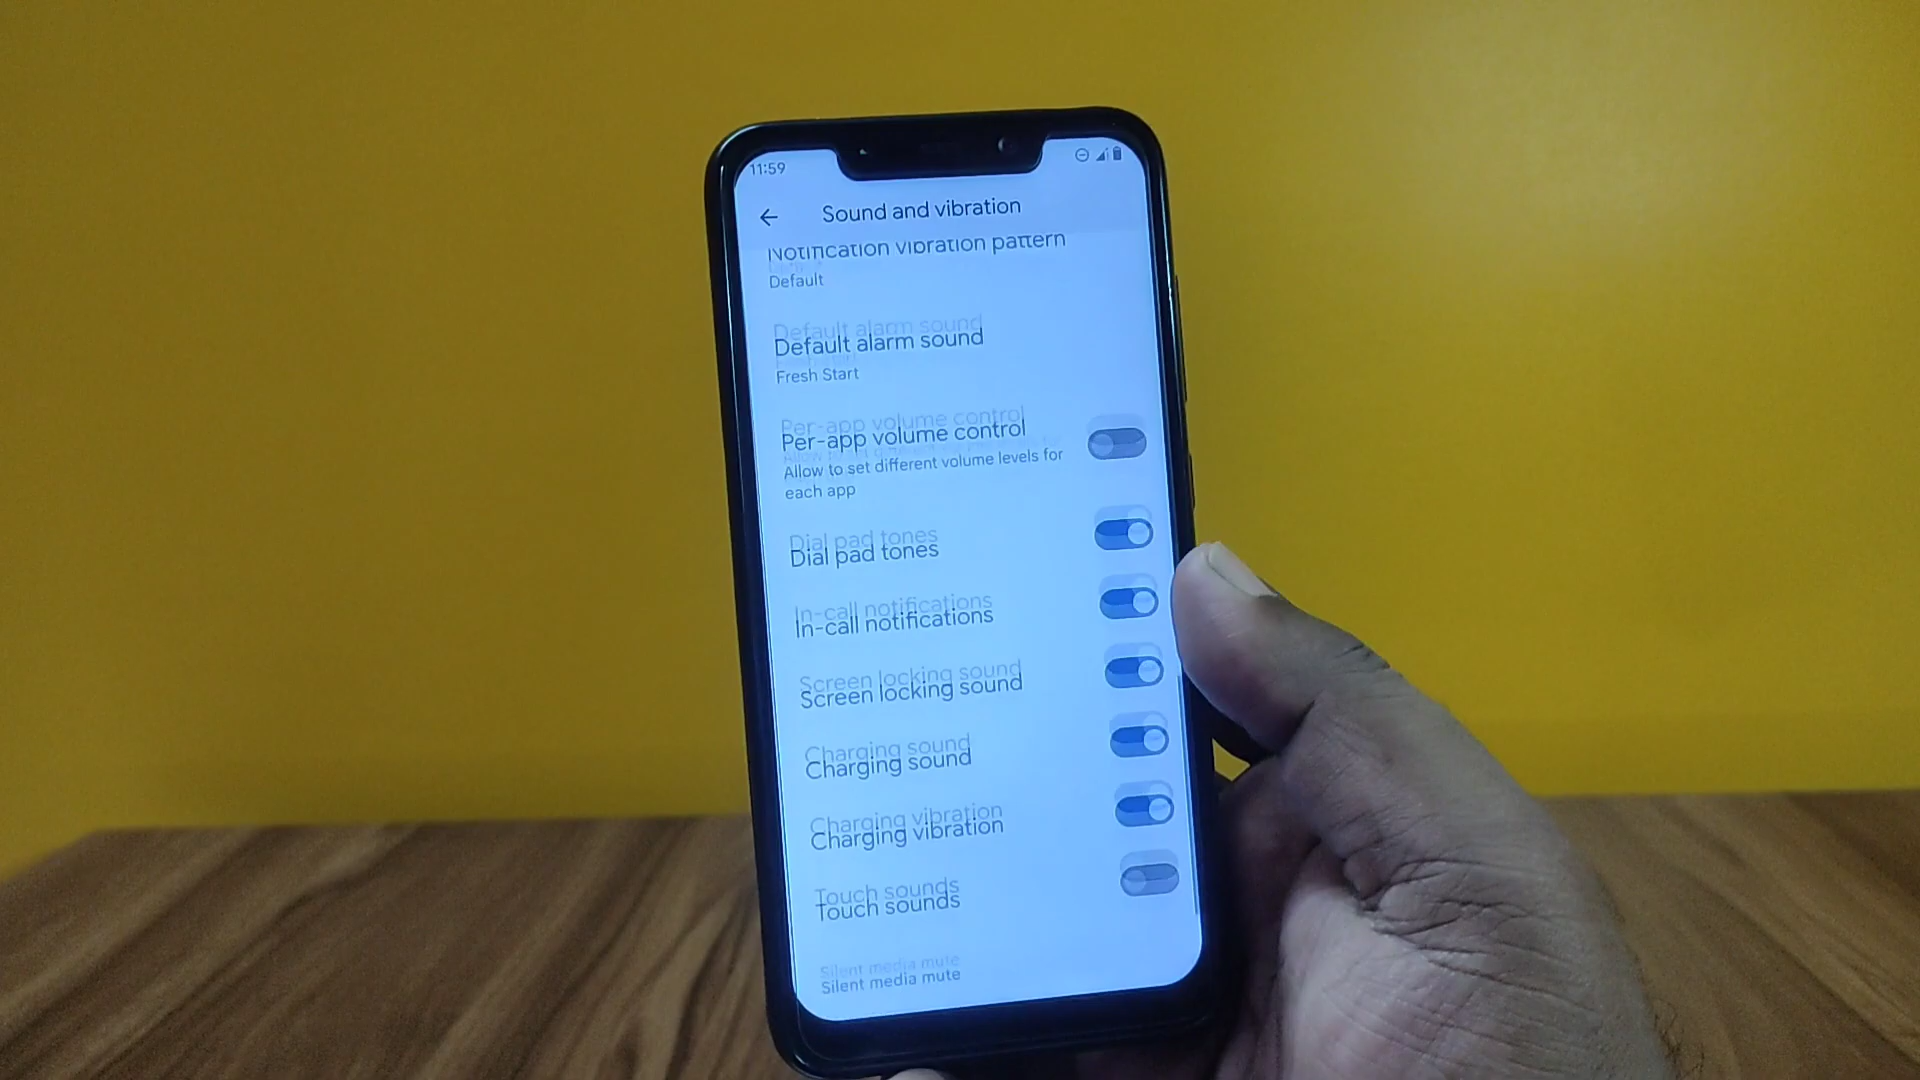 11:59
Sound and vibration
Notification vibration pattern
Default
Default alarm sound
Fresh Start
Per-app volume control
Allow to set different volume levels for
each app
Dial pad tones
In-call notifications
Screen locking sound
Charging sound
Charging vibration
Touch sounds
Silent media mute